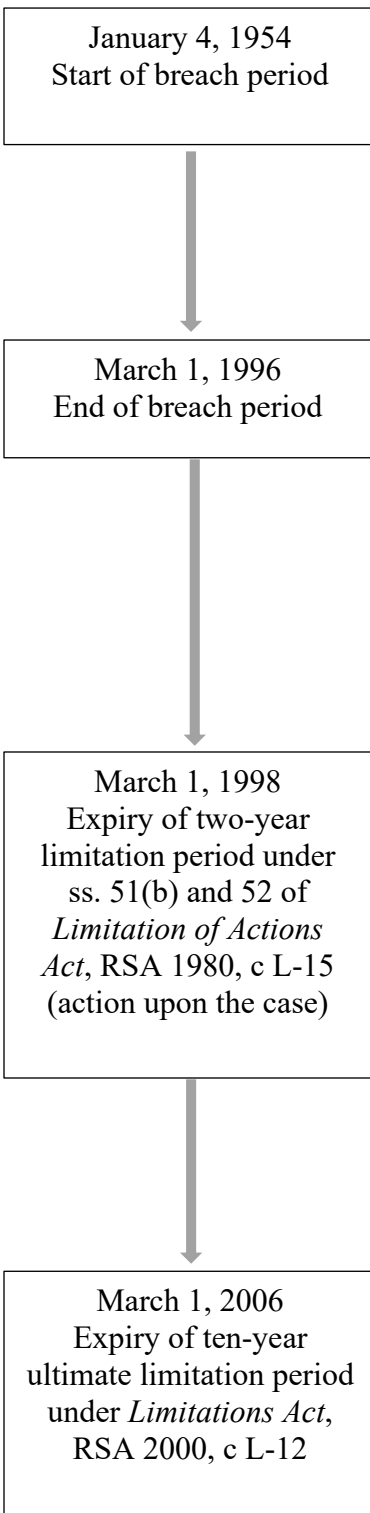 January 4, 1954
Start of breach period
March 1, 1996
End of breach period
March 1, 1998
Expiry of two-year
limitation period under
ss. 51(b) and 52 of
Limitation of Actions
Act, RSA 1980, c L-15
(action upon the case)
March 1, 2006
Expiry of ten-year
ultimate limitation period
under Limitations Act,
RSA 2000, c L-12